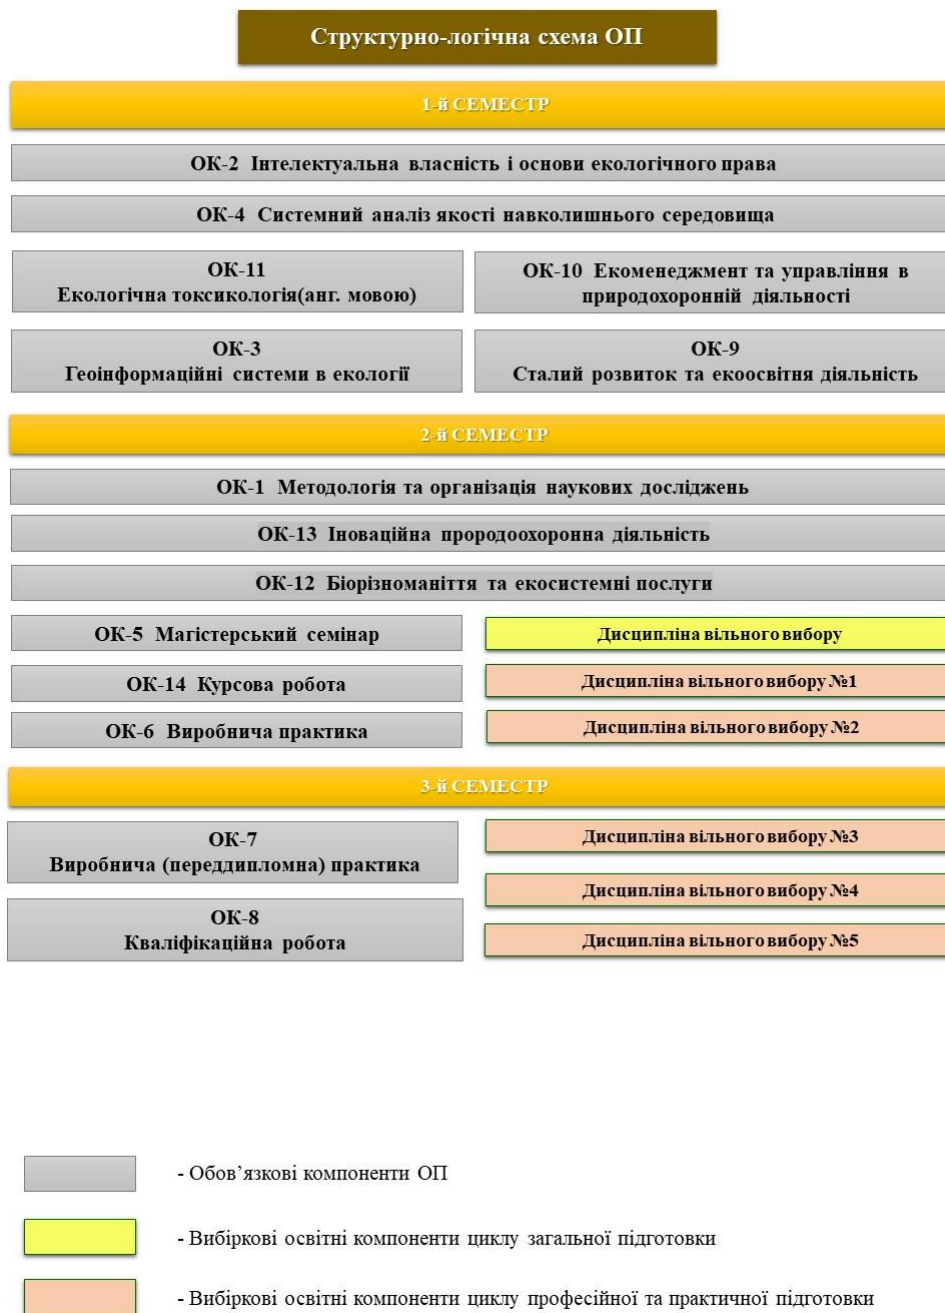 Структурно-логічна схема ОП
1-й СЕМЕСТР
ОК-2 Інтелектуальна власність і основи екологічного права
ОК-4 Системний аналіз якості навколишнього середовища
ОК-11
Екологічна токсикологія(анг. мовою)
ОК-10 Екоменеджмент та управління в
природохоронній діяльності
ОК-3
Геоінформаційні системи в екології
ОК-9
Сталий розвиток та екоосвітня діяльність
2-й СЕМЕСТР
ОК-1 Методологія та організація наукових досліджень
ОК-13 Іноваційна прородоохоронна діяльність
ОК-12 Біорізноманіття та екосистемні послуги
ОК-5 Магістерський семінар
Дисципліна вільного вибору
ОК-14 Курсова робота
Дисципліна вільного вибору №1
ОК-6 Виробнича практика
Дисципліна вільного вибору №2
3-й СЕМЕСТР
ОК-7
Виробнича (переддипломна) практика
Дисципліна вільного вибору №3
Дисципліна вільного вибору №4
ОК-8
Кваліфікаційна робота
Дисципліна вільного вибору №5
- Обов’язкові компоненти ОП
- Вибіркові освітні компоненти циклу загальної підготовки
- Вибіркові освітні компоненти циклу професійної та практичної підготовки